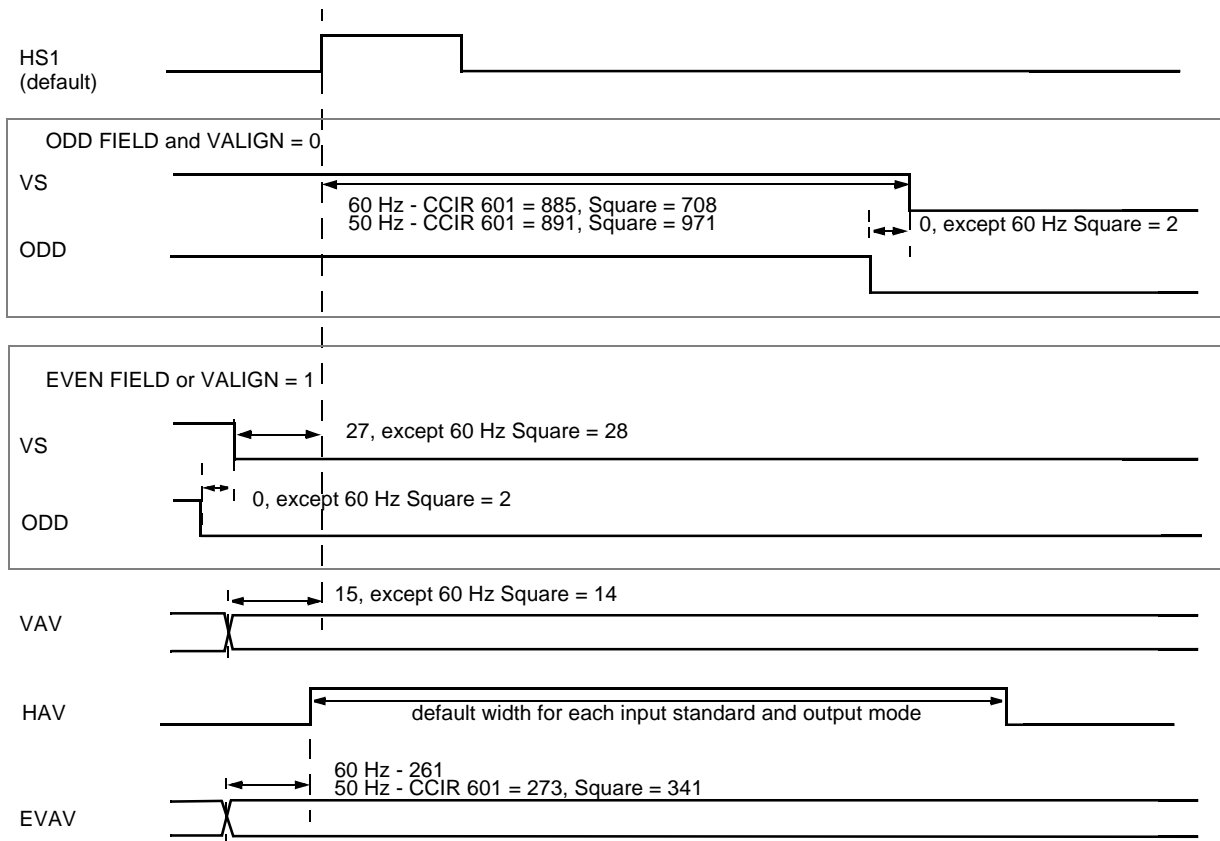 HS1
(default)
ODD FIELD and VALIGN = 0
VS
60 Hz - CCIR 601 = 885, Square = 708
50 Hz - CCIR 601 = 891, Square = 971
0, except 60 Hz Square = 2
ODD
EVEN FIELD or VALIGN = 1
27, except 60 Hz Square = 28
VS
0, except 60 Hz Square = 2
ODD
15, except 60 Hz Square = 14
VAV
HAV
default width for each input standard and output mode
60 Hz - 261
50 Hz - CCIR 601 = 273, Square = 341
EVAV